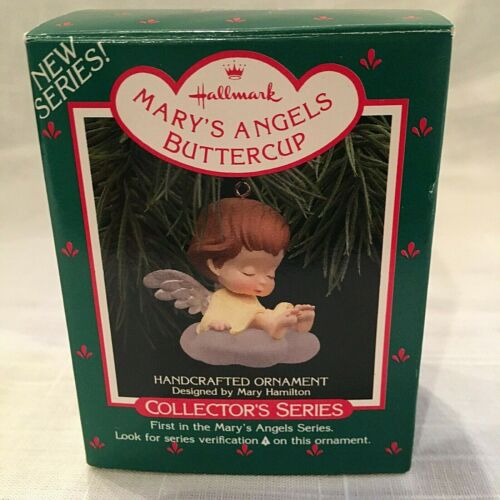 NEW
SERIES!
Hallmark
MARY'S ANGELS
BUTTERCUP
HANDCRAFTED ORNAMENT
Designed by Mary Hamilton
COLLECTOR'S SERIES
First in the Mary's Angels Series.
Look for series verification on this ornament.